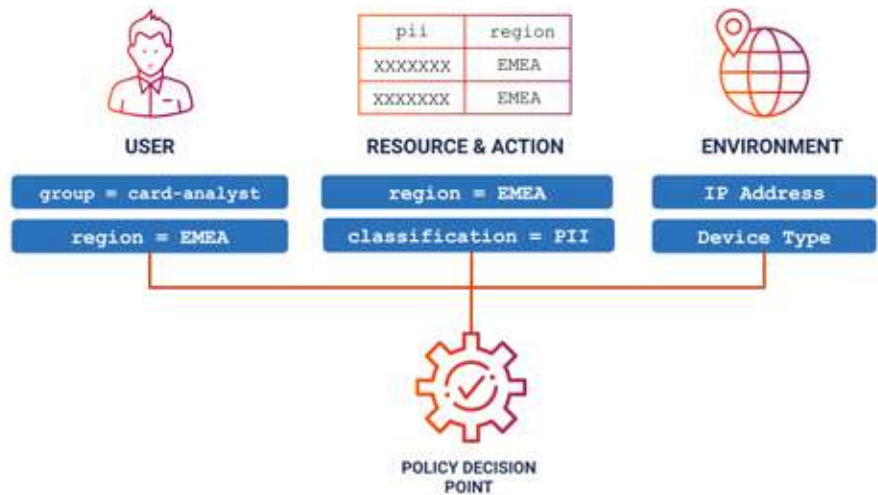 pii region
XXXXXXX EMEA
XXXXXXX EMEA
USER
RESOURCE & ACTION
ENVIRONMENT
group = card-analyst
region = EMEA
IP Address
region = EMEA
classification = PII
Device Type
POLICY DECISION
POINT